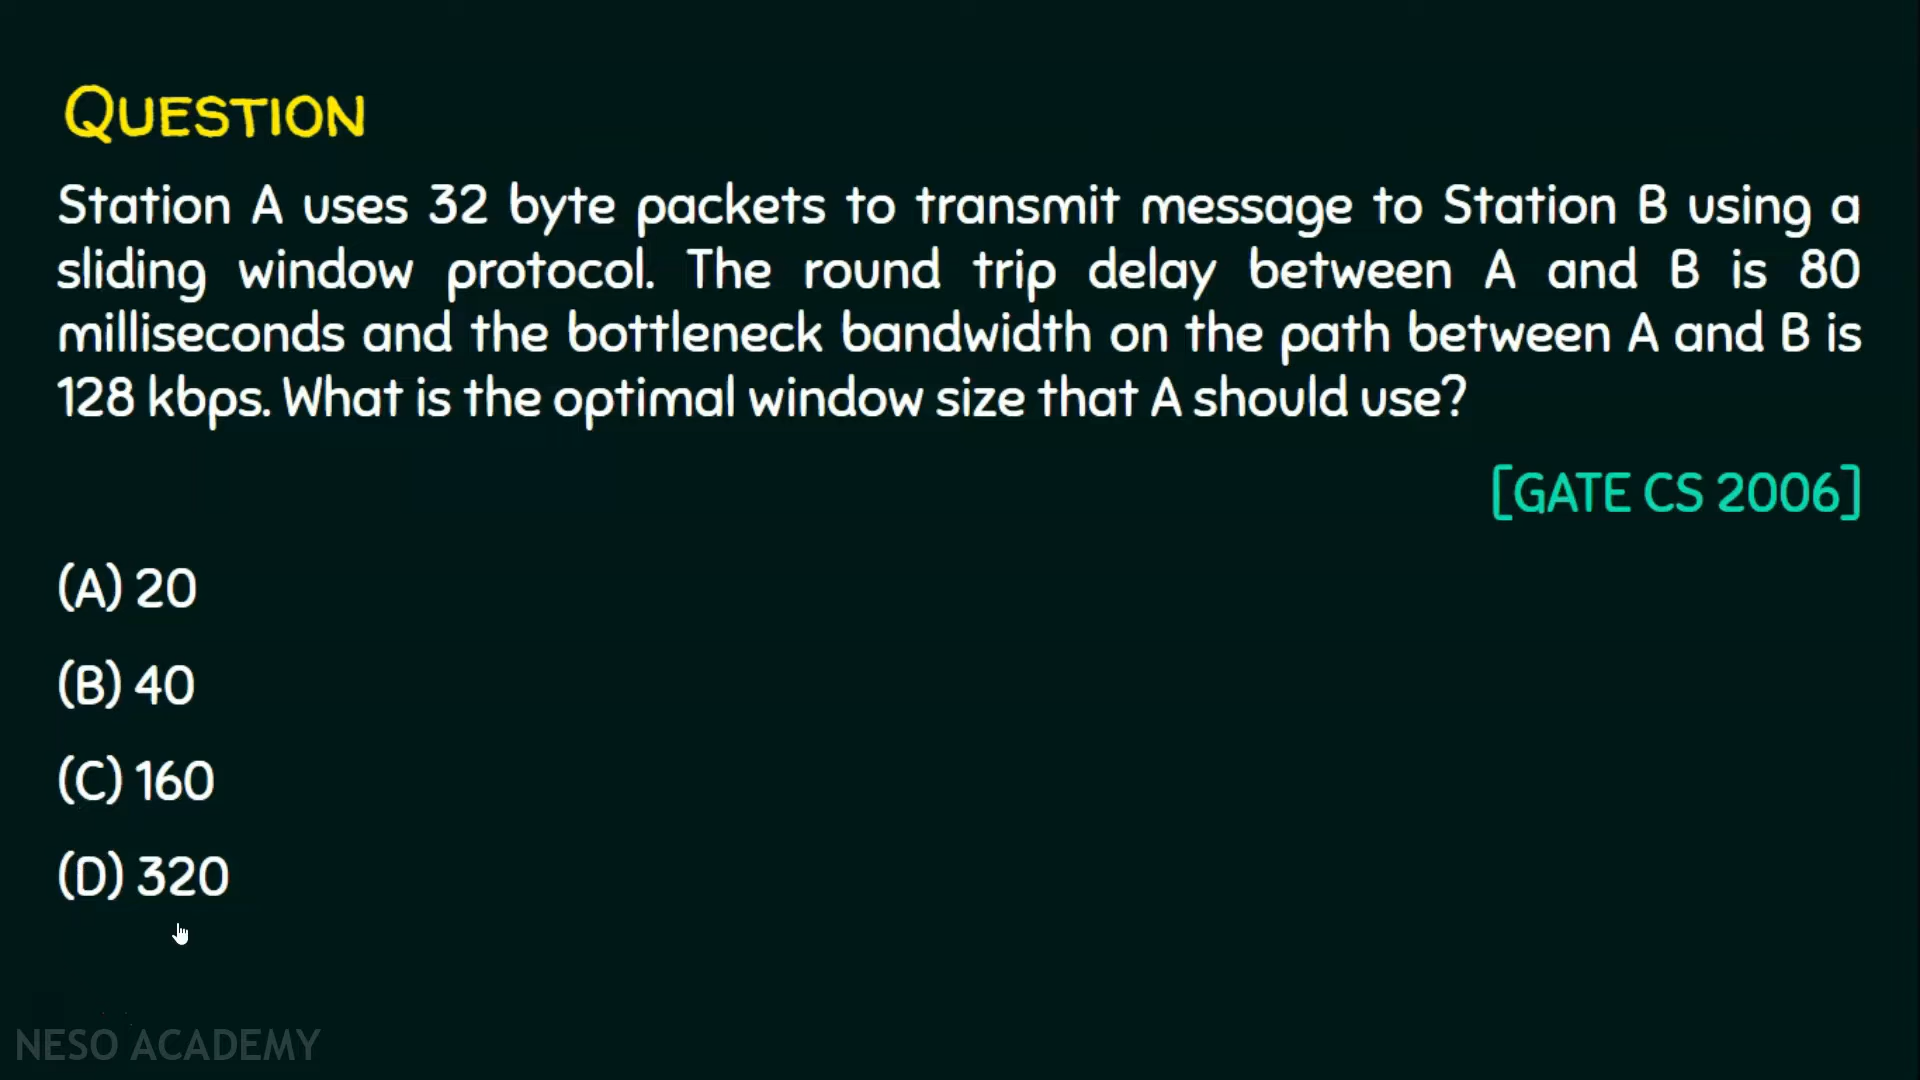 QUESTION
Station A uses 32 byte packets to transmit message to Station B using a
sliding window protocol. The round trip delay between A and B is 80
milliseconds and the bottleneck bandwidth on the path between A and B is
128 kbps. What is the optimal window size that A should use?
[GATE CS 2006]
(A) 20
(B) 40
(C) 160
(D) 320
NESO ACADEMY